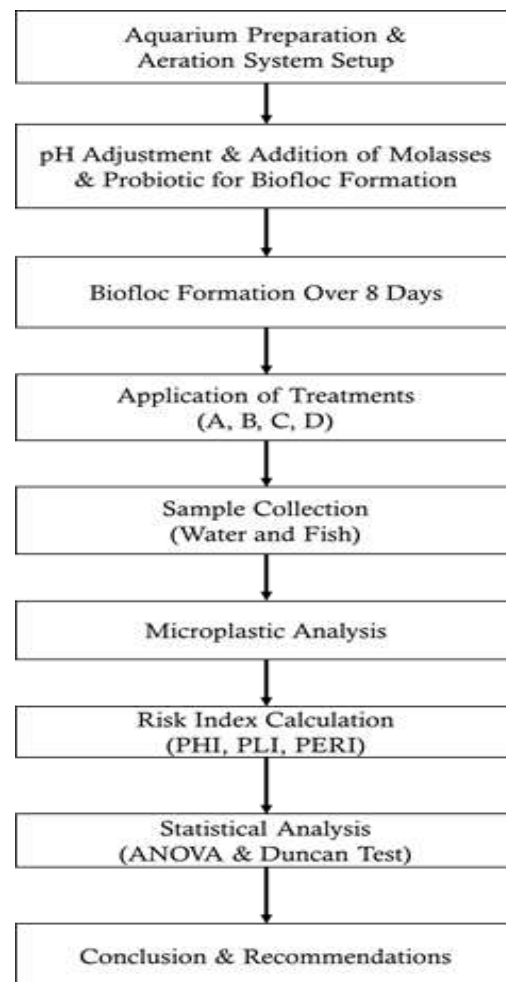 Aquarium Preparation &
Aeration System Setup
pH Adjustment & Addition of Molasses
& Probiotic for Biofloc Formation
Biofloc Formation Over 8 Days
Application of Treatments
(A, B, C, D)
Sample Collection
(Water and Fish)
Microplastic Analysis
Risk Index Calculation
(PHI, PLI, PERI)
Statistical Analysis
(ANOVA & Duncan Test)
Conclusion & Recommendations